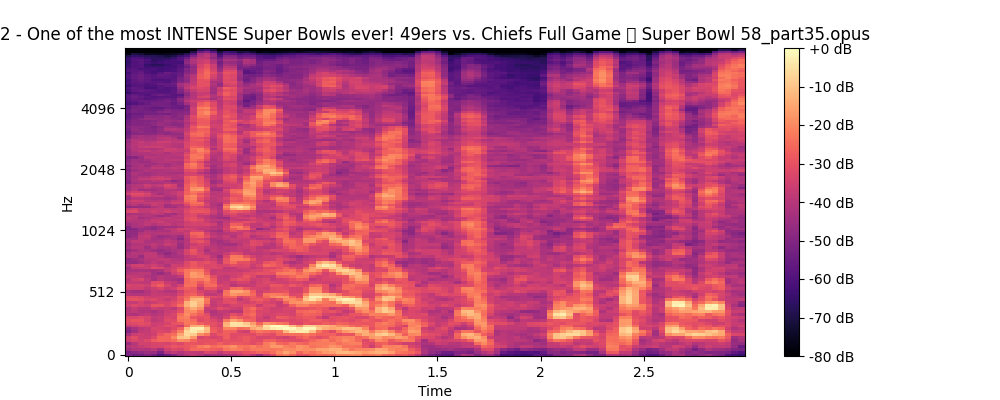 2 - One of the most INTENSE Super Bowls ever! 49ers vs. Chiefs Full Game ▯ Super Bowl 58_part35.opus
+0 dB
4096
-10 dB
-20 dB
2048
-30 dB
Hz
-40 dB
1024
-50 dB
512
-60 dB
-70 dB
0
-80 dB
0 0.5 1 1.5 2 2.5
Time